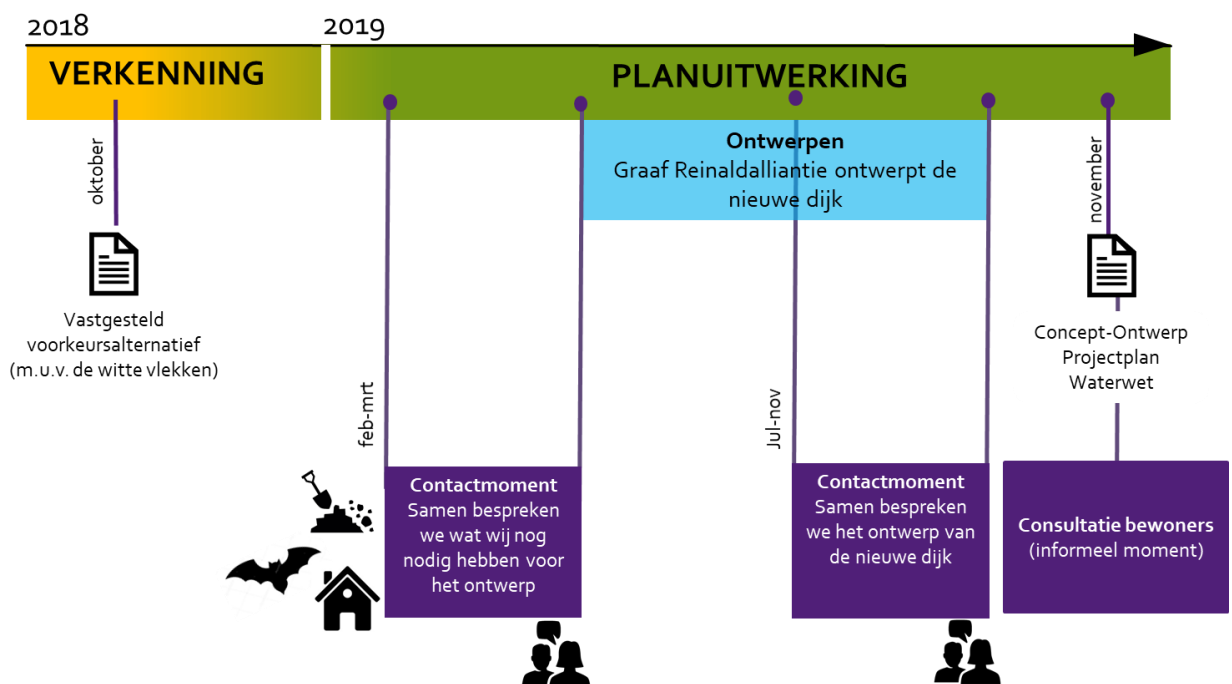 2018
2019
VERKENNING
PLANUITWERKING
oktober
Vastgesteld
voorkeursalternatief
(m.u.v. de witte vlekken)
feb-mrt
Contactmoment
Samen bespreken
we wat wij nog
nodig hebben voor
het ontwerp
Ontwerpen
Graaf Reinaldalliantie ontwerpt de
nieuwe dijk
Jul-nov
Contactmoment
Samen bespreken
we het ontwerp van
de nieuwe dijk
november
Concept-Ontwerp
Projectplan
Waterwet
Consultatie bewoners
(informeel moment)